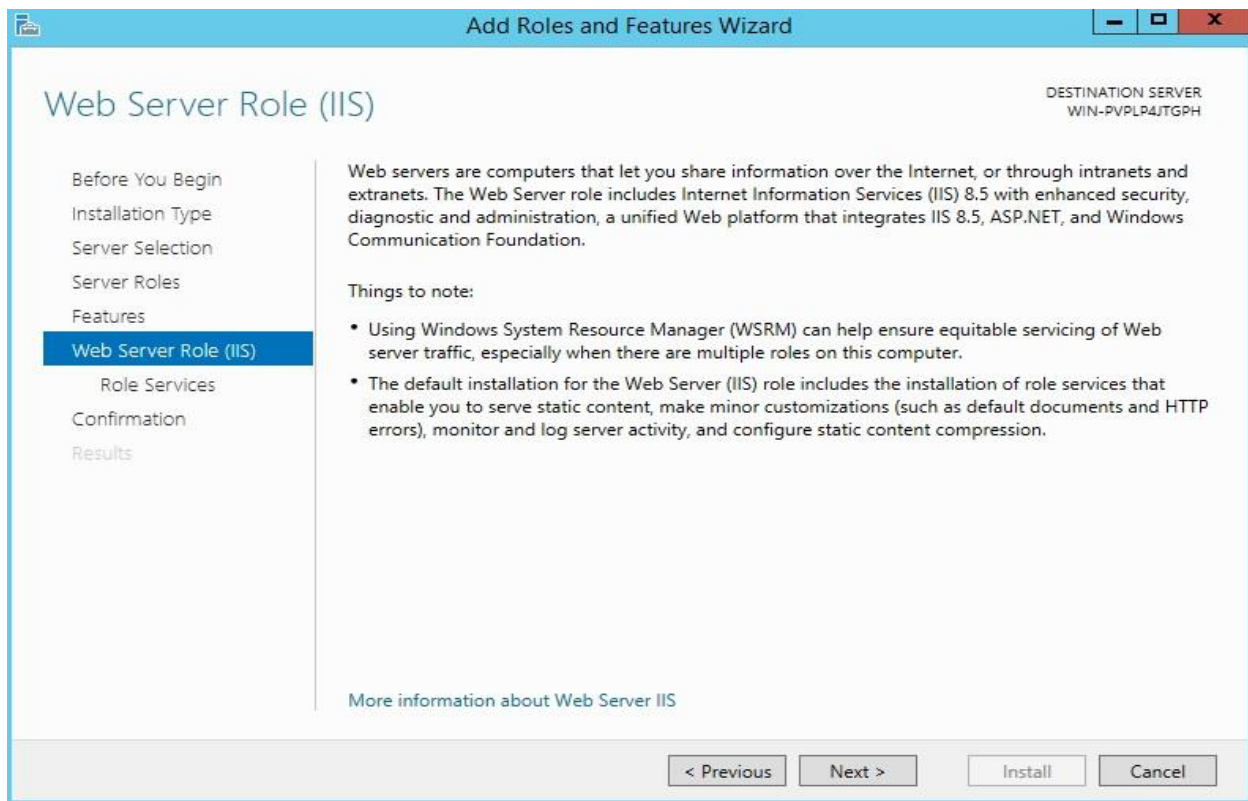 Add Roles and Features Wizard
Web Server Role (IIS)
DESTINATION SERVER
WIN-PVPLP4JTGPH
Before You Begin
Installation Type
Server Selection
Server Roles
Features
Web Server Role (IIS)
Role Services
Confirmation
Results
Web servers are computers that let you share information over the Internet, or through intranets and
extranets. The Web Server role includes Internet Information Services (IIS) 8.5 with enhanced security,
diagnostic and administration, a unified Web platform that integrates IIS 8.5, ASP.NET, and Windows
Communication Foundation.
Things to note:
• Using Windows System Resource Manager (WSRM) can help ensure equitable servicing of Web
server traffic, especially when there are multiple roles on this computer.
• The default installation for the Web Server (IIS) role includes the installation of role services that
enable you to serve static content, make minor customizations (such as default documents and HTTP
errors), monitor and log server activity, and configure static content compression.
More information about Web Server IIS
< Previous
Next >
Install
Cancel